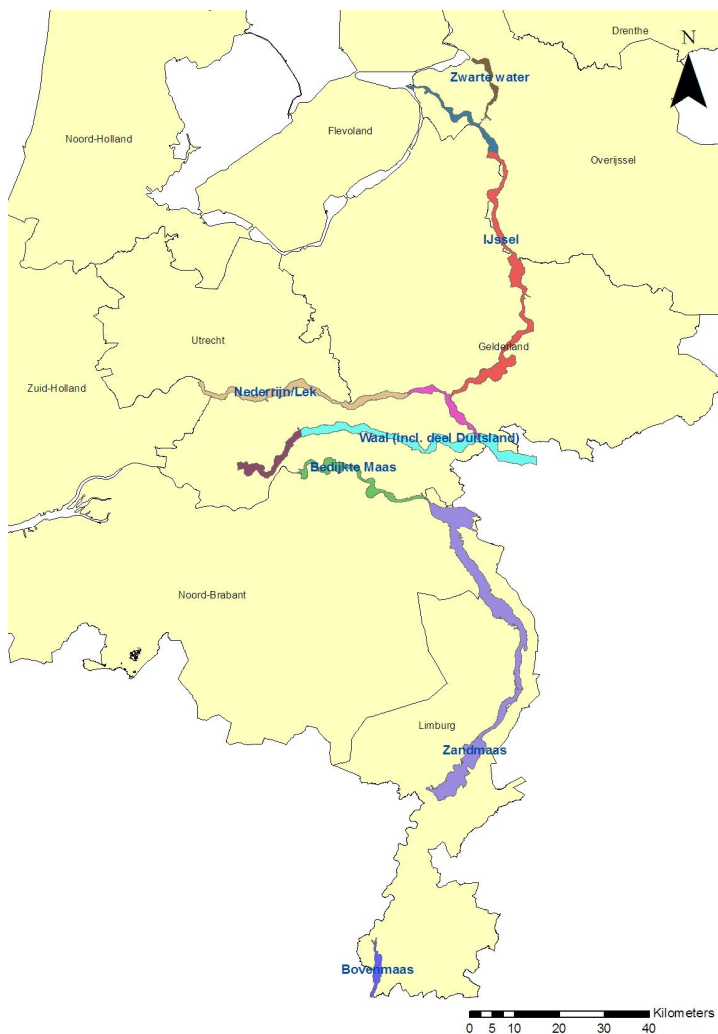 Drenthe
N
Zwarte water
Flevoland
Noord-Holland
Overijssel
IJssel
Utrecht
Gelderland
Zuid-Holland
Nederrijn/Lek
Waal (incl. deel Duitsland)
Bedijkte Maas
Noord-Brabant
Limburg
Zandmaas
Bovenmaas
Kilometers
0 5 10 20 30 40